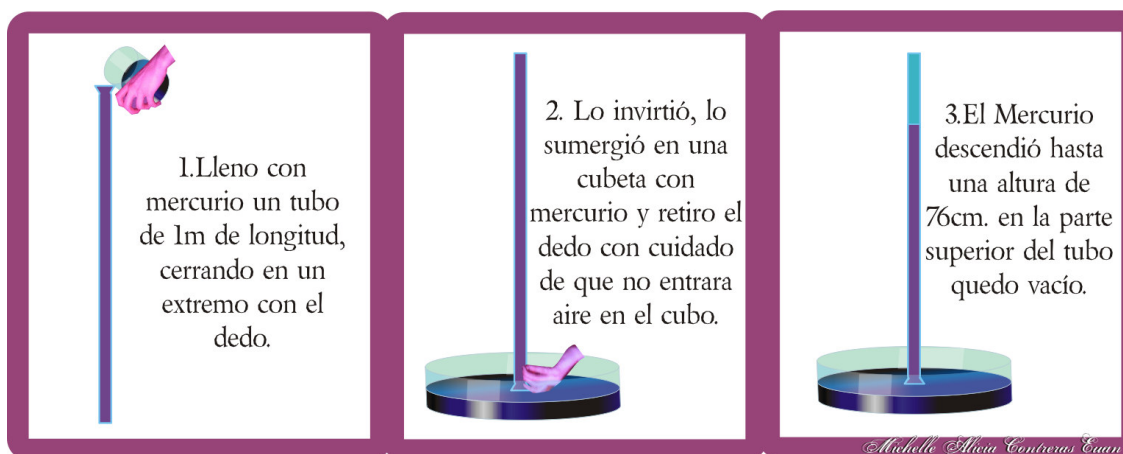 1.Lleno con
mercurio un tubo
de 1m de longitud,
cerrando en un
extremo con el
dedo.
2. Lo invirtió, lo
sumergió en una
cubeta con
mercurio y retiro el
dedo con cuidado
de que no entrara
aire en el cubo.
3.El Mercurio
descendió hasta
una altura de
76cm. en la parte
superior del tubo
quedo vacío.
Michelle Alicia Contreras Euan